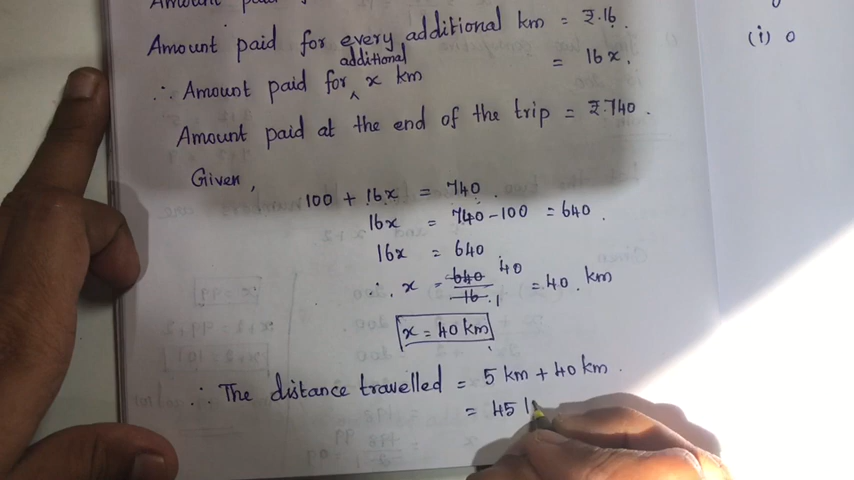 Amount paid
Amount paid for every additional km = ₹.16.
additional
∴ Amount paid for ^ x km = 16x.
Amount paid at the end of the trip = ₹.740.
Given,
100 + 16x = 740.
16x = 740-100 = 640.
16x = 640.
∴ x = 640/16 40 1 = 40. km
x = 40 km
∴ The distance travelled = 5 km + 40 km.
= 45 k
(i) 0